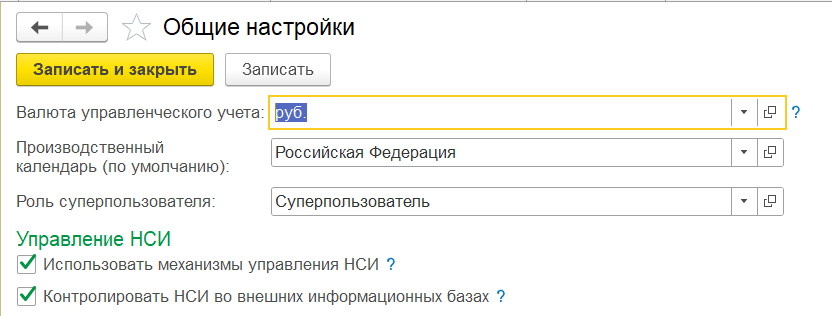 Общие настройки
Записать и закрыть Записать
Валюта управленческого учета: руб. ?
Производственный
календарь (по умолчанию): Российская Федерация
Роль суперпользователя: Суперпользователь
Управление НСИ
Использовать механизмы управления НСИ ?
Контролировать НСИ во внешних информационных базах ?